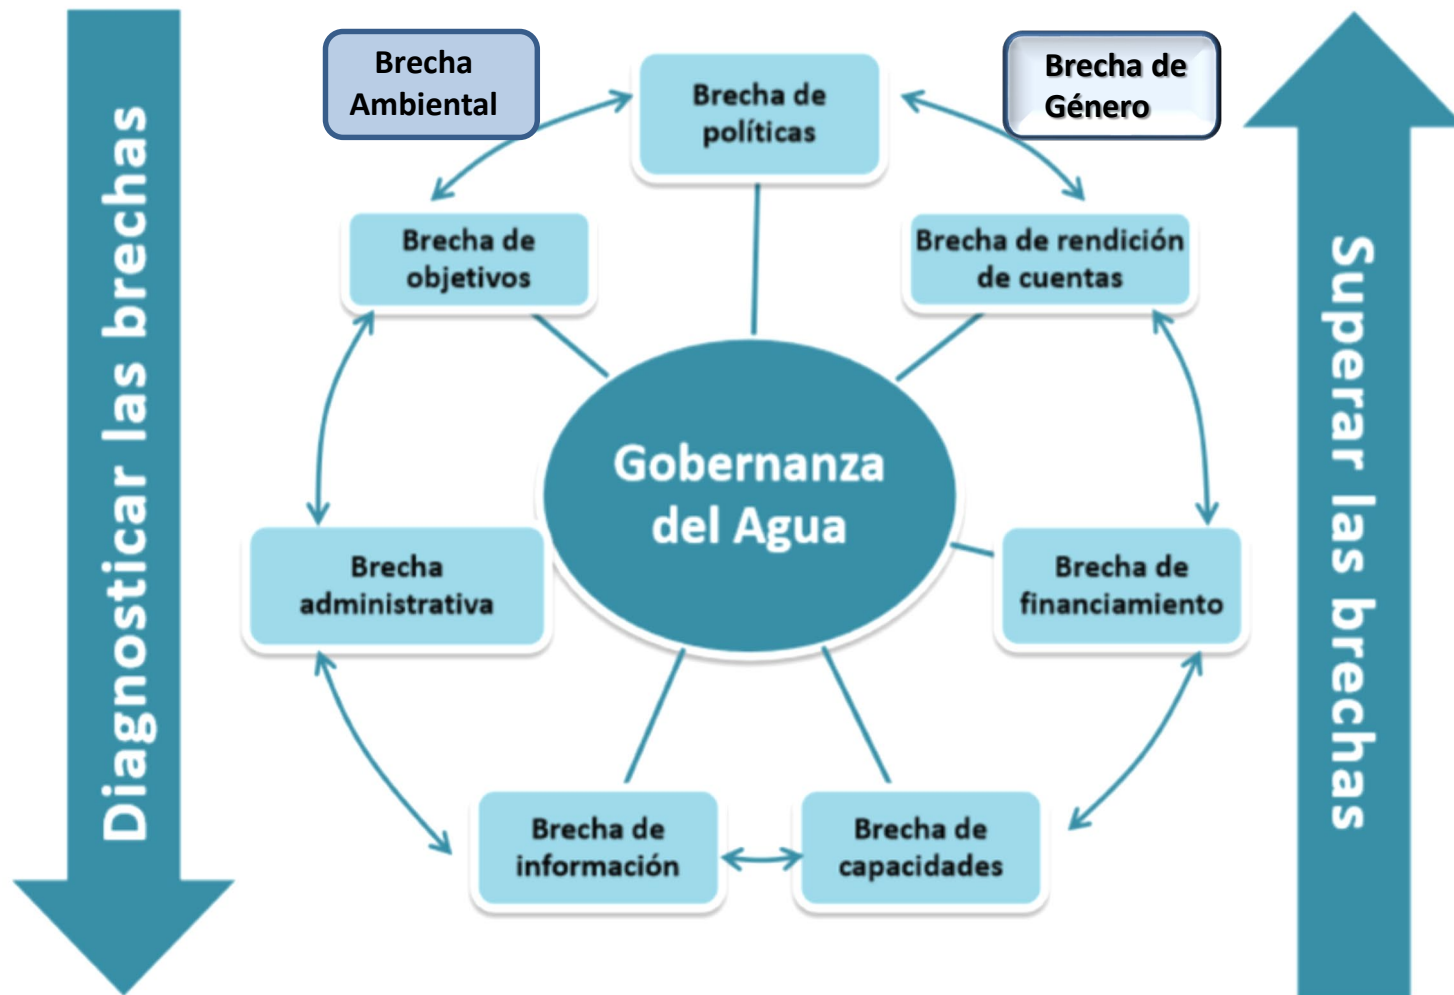 Diagnosticar las brechas
Brecha
Ambiental
Brecha de
políticas
Brecha de
Género
Brecha de
objetivos
Brecha de rendición
de cuentas
Gobernanza
del Agua
Brecha
administrativa
Brecha de
financiamiento
Brecha de
información
Brecha de
capacidades
Superar las brechas